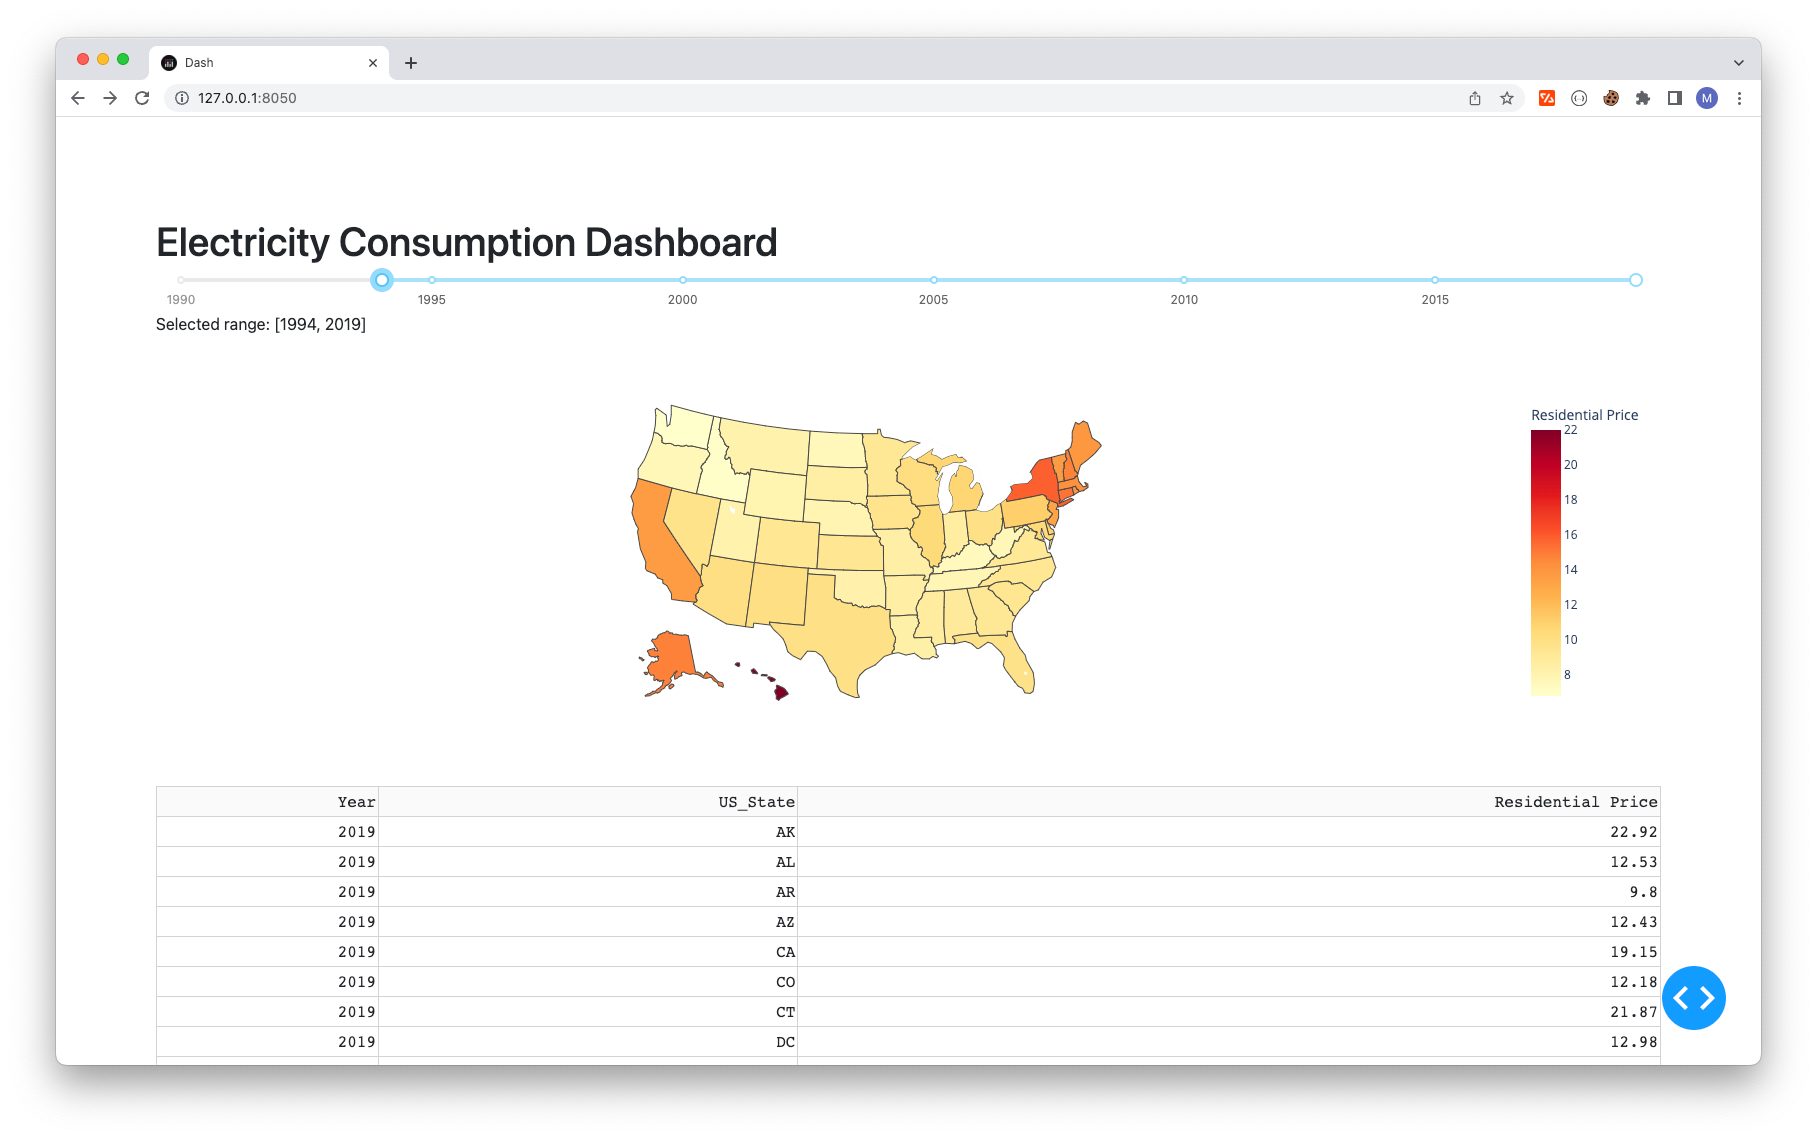 Dash
127.0.0.1:8050
M
Electricity Consumption Dashboard
1990 1995 2000 2005 2010 2015
Selected range: [1994, 2019]
Residential Price
22
20
18
16
14
12
10
8
Year US_State Residential Price
2019 AK 22.92
2019 AL 12.53
2019 AR 9.8
2019 AZ 12.43
2019 CA 19.15
2019 CO 12.18
2019 CT 21.87
2019 DC 12.98